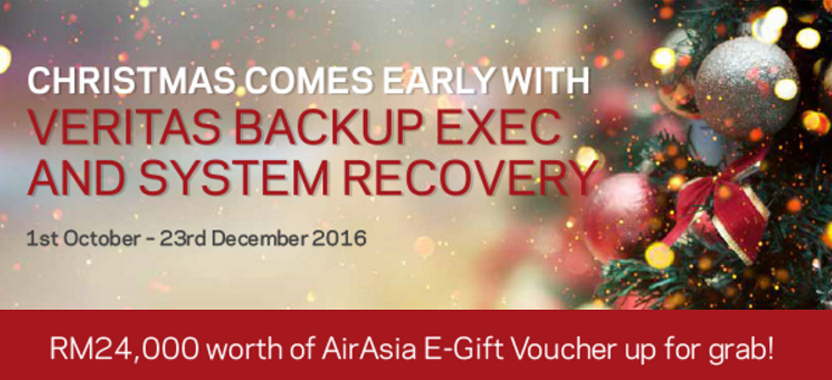 CHRISTMAS COMES EARLY WITH
VERITAS BACKUP EXEC
AND SYSTEM RECOVERY
1st October – 23rd December 2016
RM24,000 worth of AirAsia E-Gift Voucher up for grab!